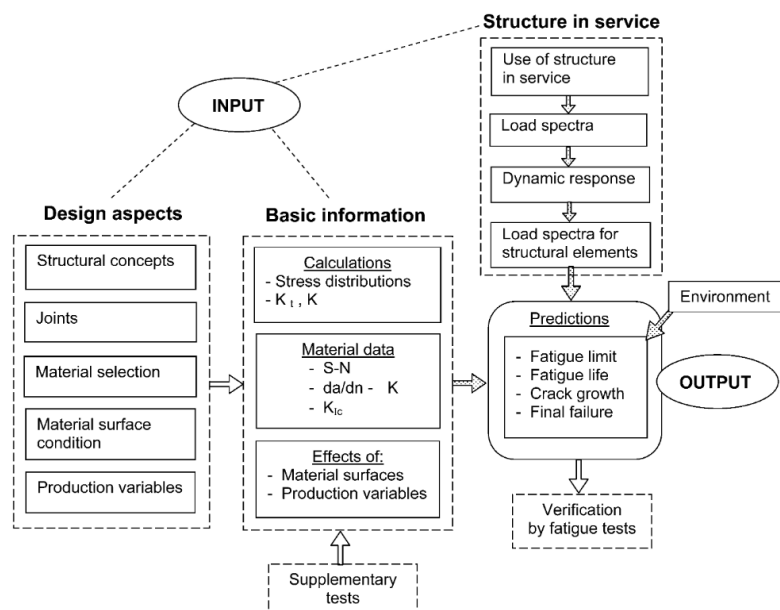 Structure in service
INPUT
Use of structure
in service
Load spectra
Dynamic response
Load spectra for
structural elements
Design aspects
Structural concepts
Joints
Material selection
Material surface
condition
Production variables
Basic information
Calculations
- Stress distributions
- K t , K
Material data
- S-N
- da/dn - K
- KIc
Effects of:
- Material surfaces
- Production variables
Supplementary
tests
Environment
Predictions
- Fatigue limit
- Fatigue life
- Crack growth
- Final failure
OUTPUT
Verification
by fatigue tests